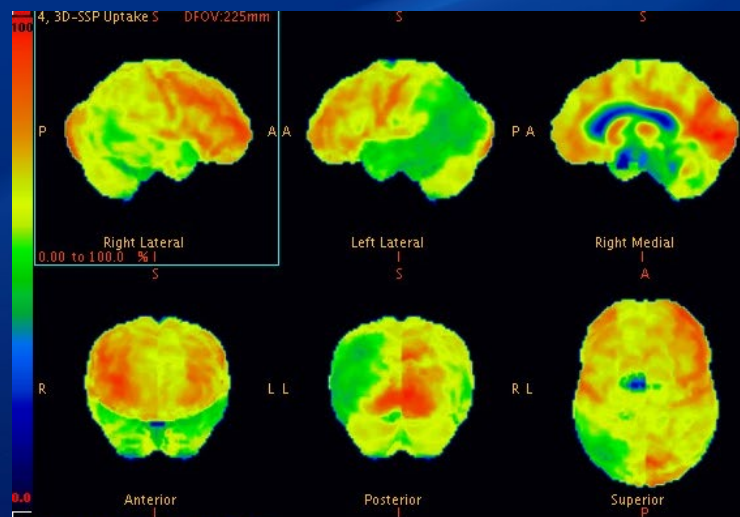 100
4, 3D-SSP Uptake S DFOV:225mm
S
S
P
A A
P A
Right Lateral
Left Lateral
Right Medial
0.00 to 100.0 % I
I
I
S
S
A
R
L L
R L
0.0
Anterior
Posterior
Superior
I
I
P